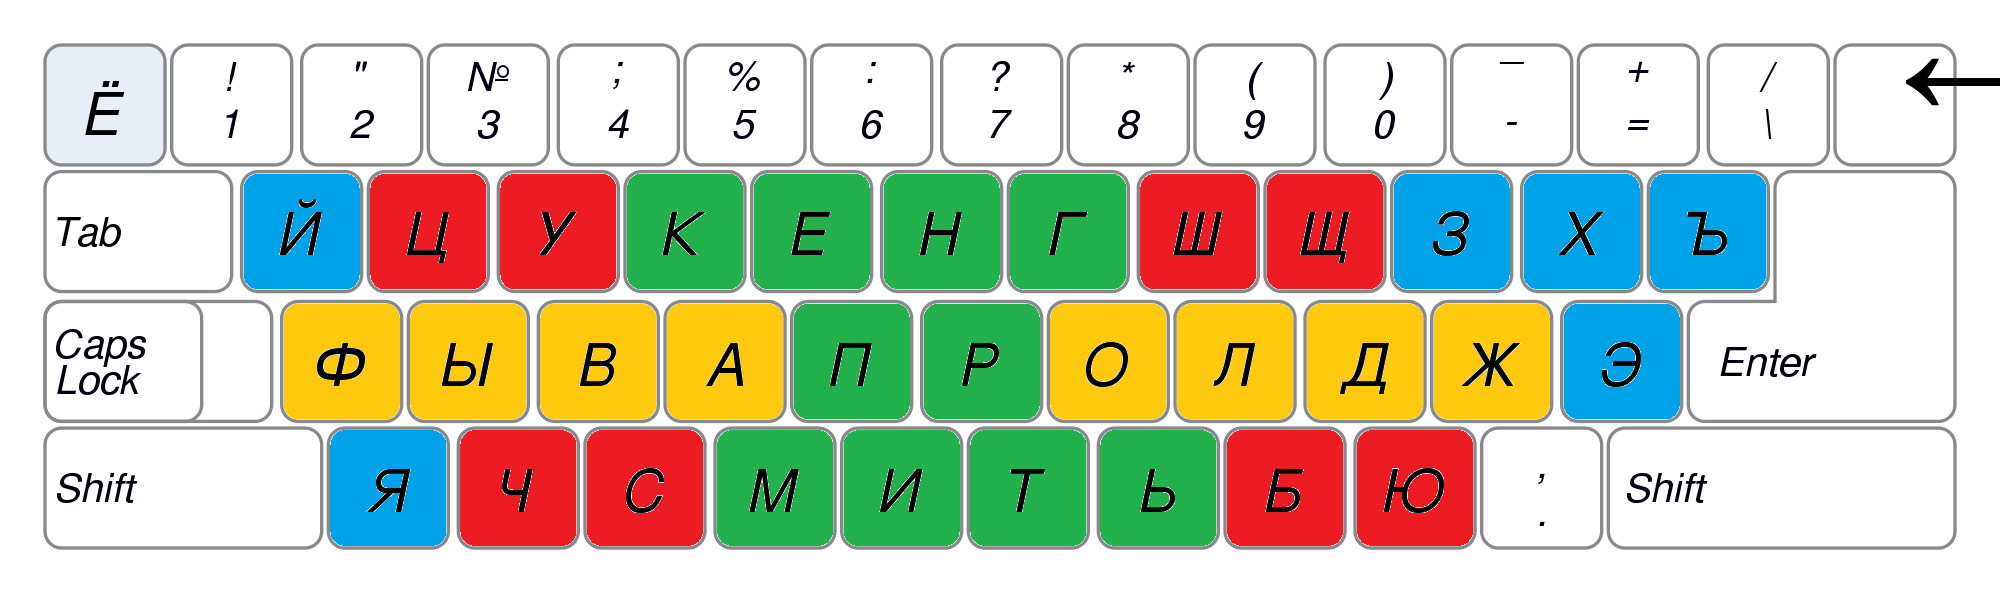 ! " № ; % : ? * ( ) _ + /
Ё 1 2 3 4 5 6 7 8 9 0 - = \
Tab Й Ц У К Е Н Г Ш Щ З Х Ъ
Caps Lock Ф Ы В А П Р О Л Д Ж Э Enter
Shift Я Ч С М И Т Ь Б Ю , . Shift